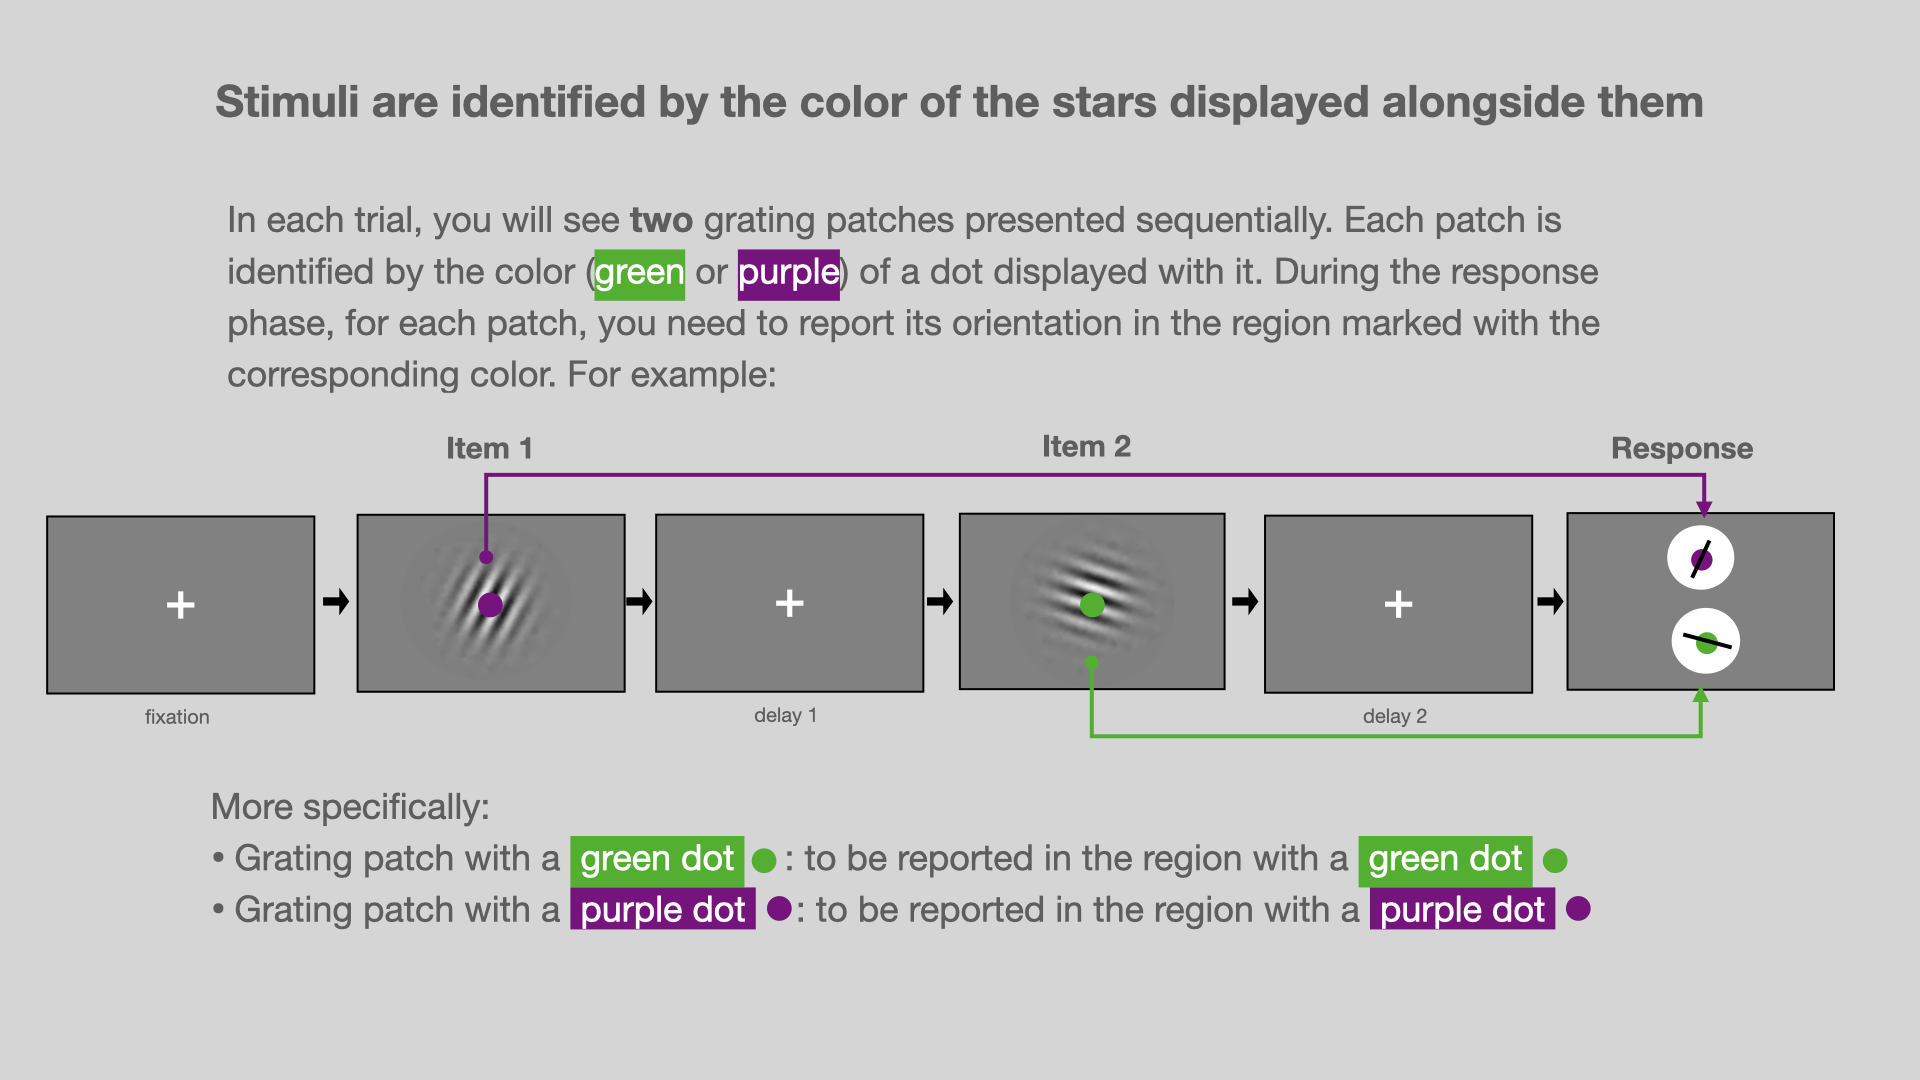 Stimuli are identified by the color of the stars displayed alongside them
In each trial, you will see two grating patches presented sequentially. Each patch is
identified by the color (green or purple) of a dot displayed with it. During the response
phase, for each patch, you need to report its orientation in the region marked with the
corresponding color. For example:
Item 1
Item 2
Response
fixation
delay 1
delay 2
More specifically:
• Grating patch with a green dot : to be reported in the region with a green dot
• Grating patch with a purple dot : to be reported in the region with a purple dot